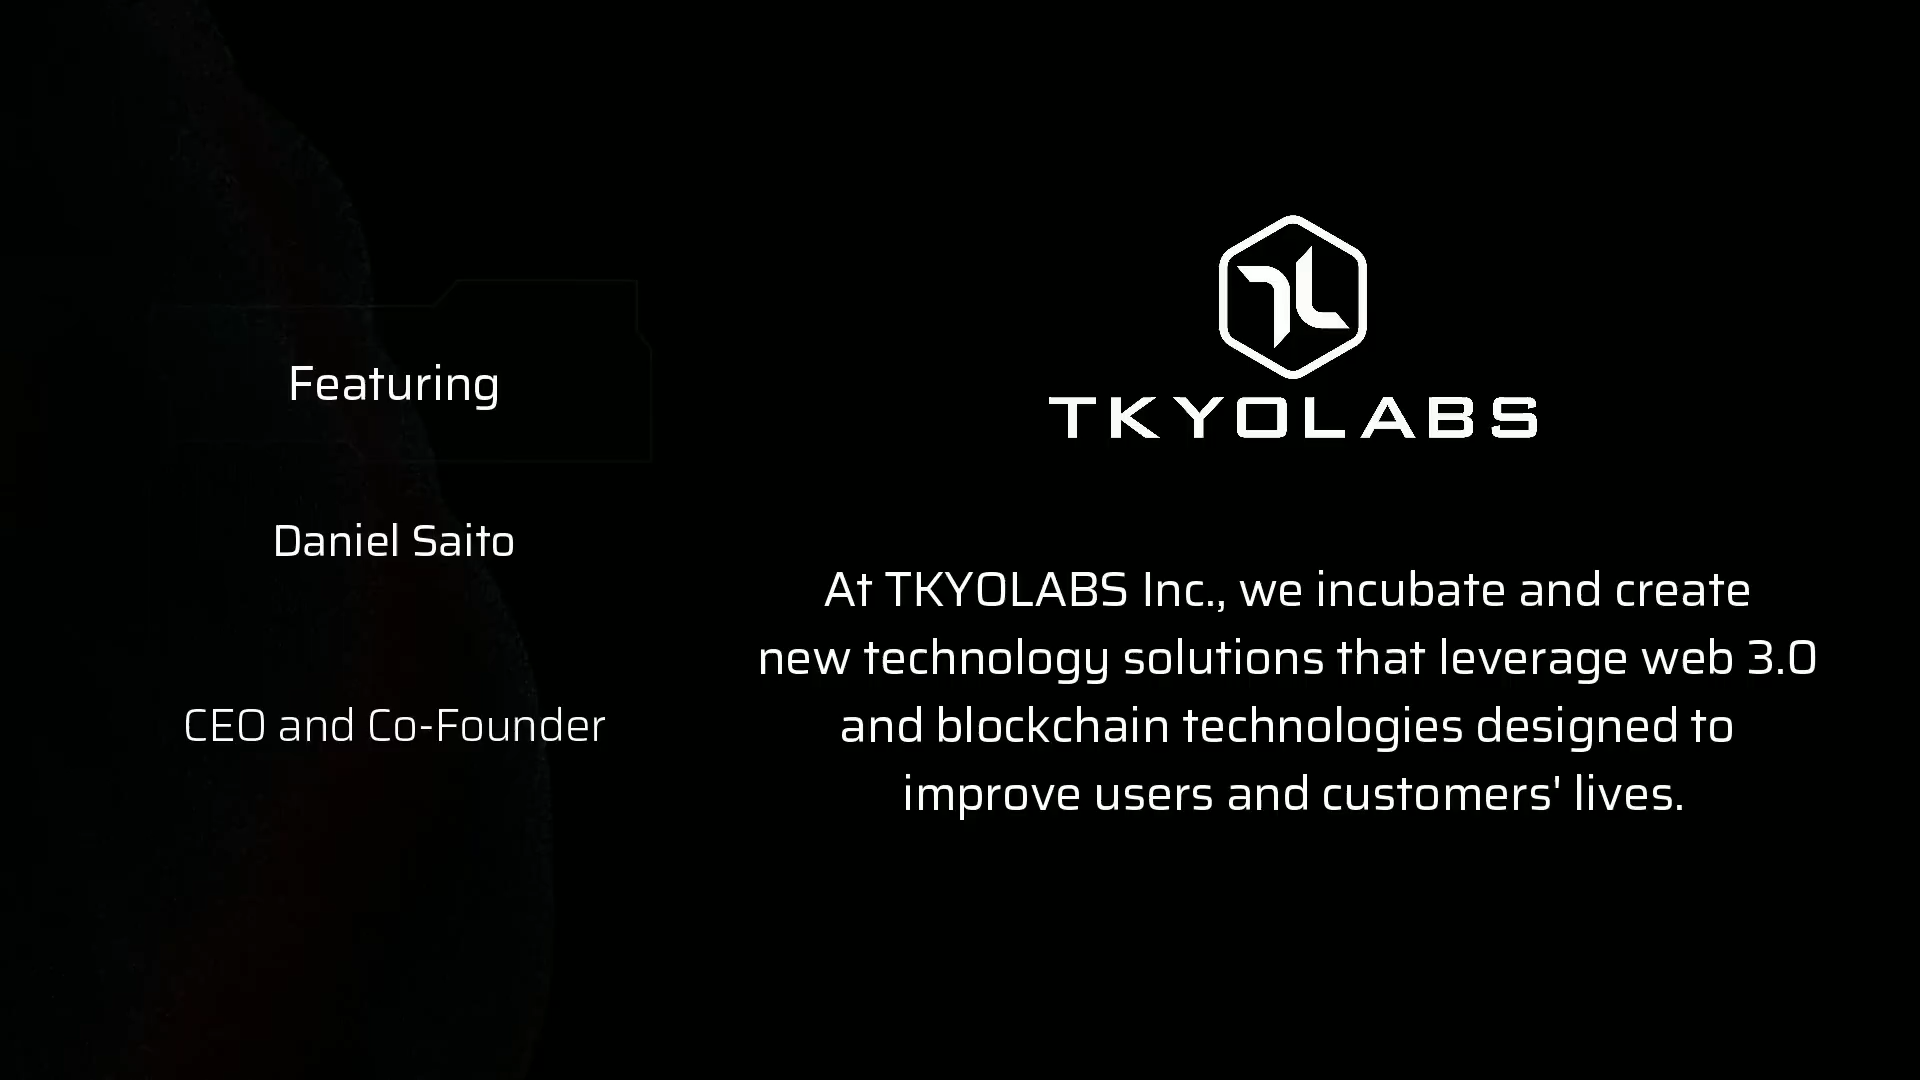 Featuring
Daniel Saito
CEO and Co-Founder
TKYOLABS
At TKYOLABS Inc., we incubate and create
new technology solutions that leverage web 3.0
and blockchain technologies designed to
improve users and customers' lives.